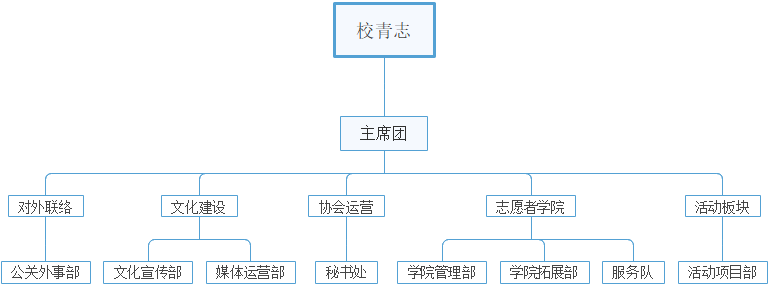 校青志
主席团
对外联络
文化建设
协会运营
志愿者学院
活动板块
公关外事部
文化宣传部
媒体运营部
秘书处
学院管理部
学院拓展部
服务队
活动项目部